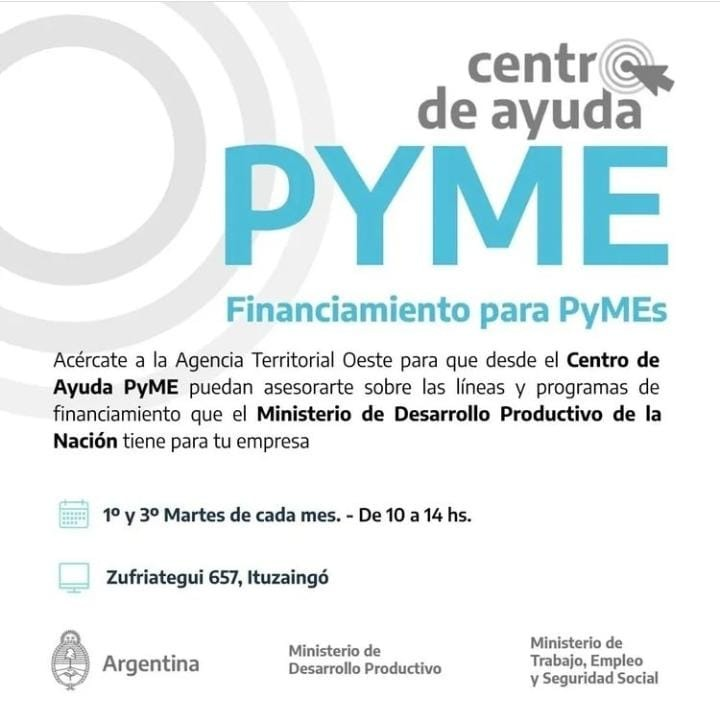 centro
de ayuda
PYME
Financiamiento para PyMEs
Acércate a la Agencia Territorial Oeste para que desde el Centro de
Ayuda PyME puedan asesorarte sobre las líneas y programas de
financiamiento que el Ministerio de Desarrollo Productivo de la
Nación tiene para tu empresa
1º y 3º Martes de cada mes. - De 10 a 14 hs.
Zufriategui 657, Ituzaingó
Argentina
Ministerio de
Desarrollo Productivo
Ministerio de
Trabajo, Empleo
y Seguridad Social